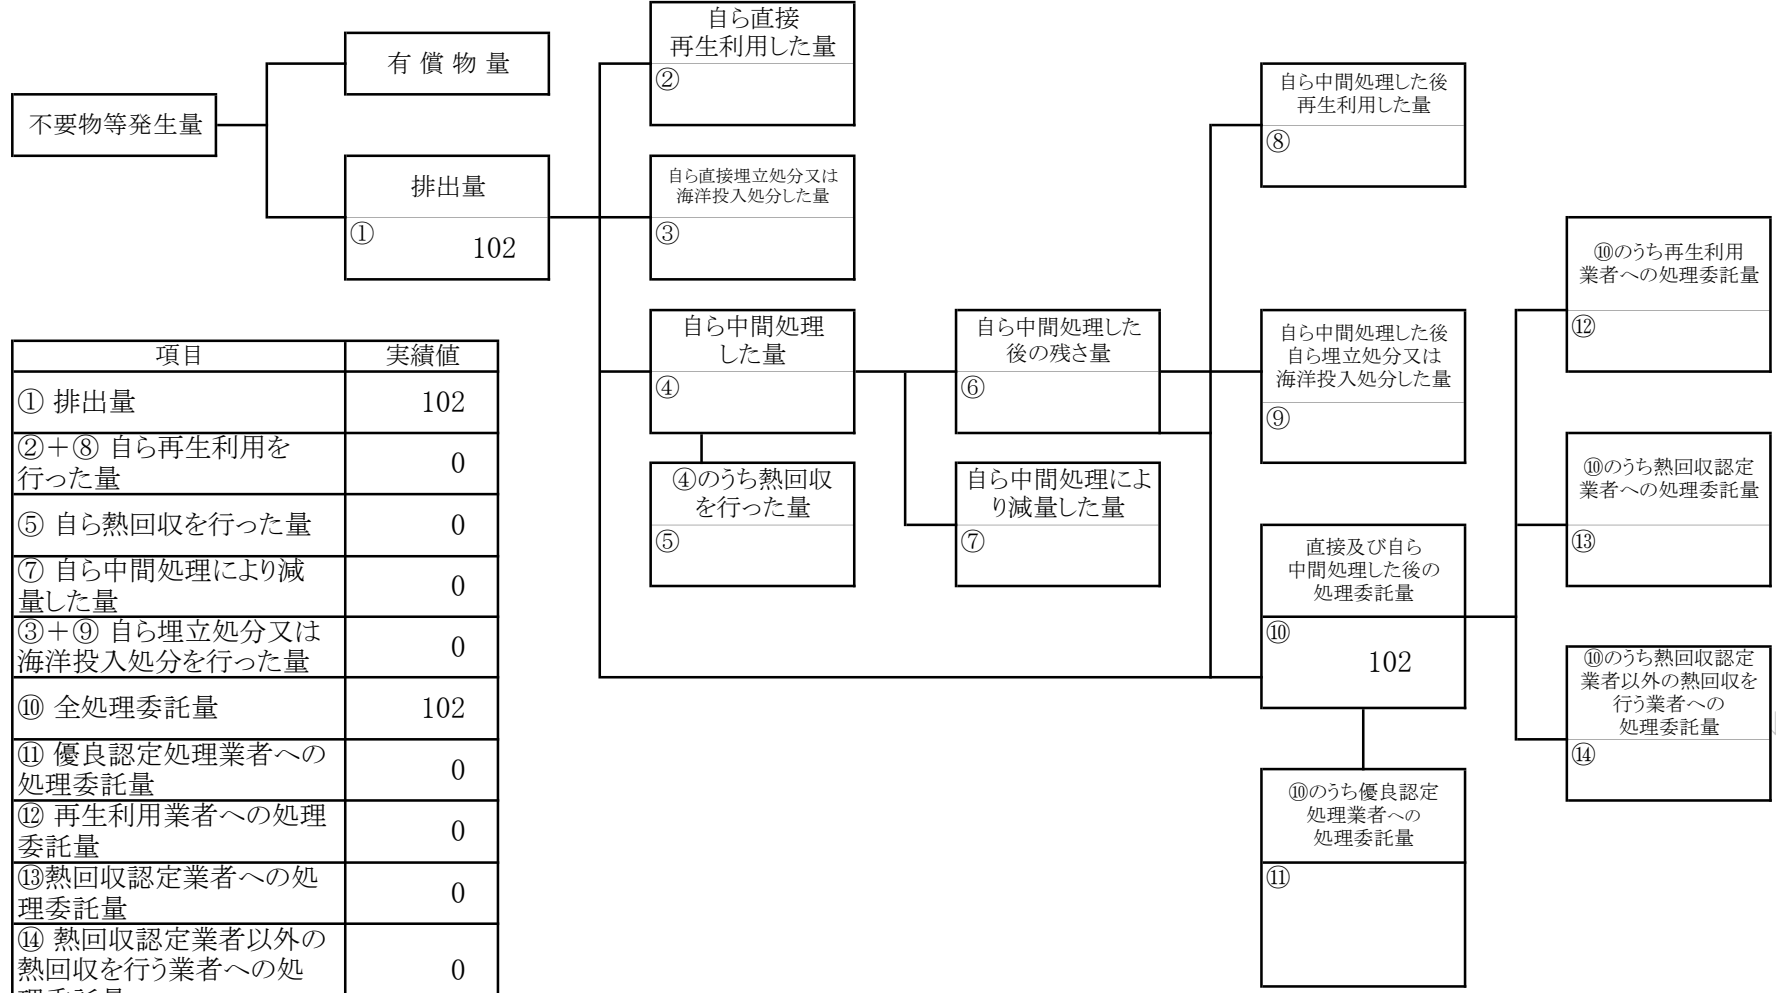 不要物等発生量
有償物量
排出量
①
102
自ら直接
再生利用した量
②
自ら直接埋立処分又は
海洋投入処分した量
③
自ら中間処理
した量
④
④のうち熱回収
を行った量
⑤
自ら中間処理した
後の残さ量
⑥
自ら中間処理によ
り減量した量
⑦
自ら中間処理した後
再生利用した量
⑧
自ら中間処理した後
自ら埋立処分又は
海洋投入処分した量
⑨
直接及び自ら
中間処理した後の
処理委託量
⑩
102
⑩のうち優良認定
処理業者への
処理委託量
⑪
⑩のうち再生利用
業者への処理委託量
⑫
⑩のうち熱回収認定
業者への処理委託量
⑬
⑩のうち熱回収認定
業者以外の熱回収を
行う業者への
処理委託量
⑭
項目 実績値
① 排出量 102
②+⑧ 自ら再生利用を
行った量 0
⑤ 自ら熱回収を行った量 0
⑦ 自ら中間処理により減
量した量 0
③+⑨ 自ら埋立処分又は
海洋投入処分を行った量 0
⑩ 全処理委託量 102
⑪ 優良認定処理業者への
処理委託量 0
⑫ 再生利用業者への処理
委託量 0
⑬熱回収認定業者への処
理委託量 0
⑭ 熱回収認定業者以外の
熱回収を行う業者への処 0